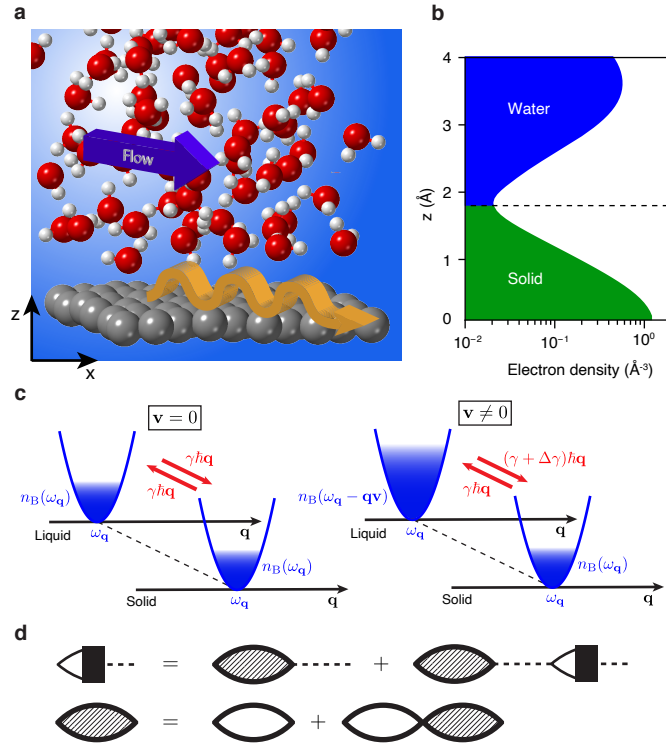 a
Flow
z
x
b
4
3
2
1
0
z (Å)
Water
Solid
10⁻² 10⁻¹ 10⁰
Electron density (Å⁻³)
c
v = 0
γℏq
γℏq
n_B(ω_q)
ω_q
q
Liquid
n_B(ω_q)
ω_q
q
Solid
v ≠ 0
(γ + Δγ)ℏq
γℏq
n_B(ω_q − qv)
ω_q
q
Liquid
n_B(ω_q)
ω_q
q
Solid
d
= +
= +